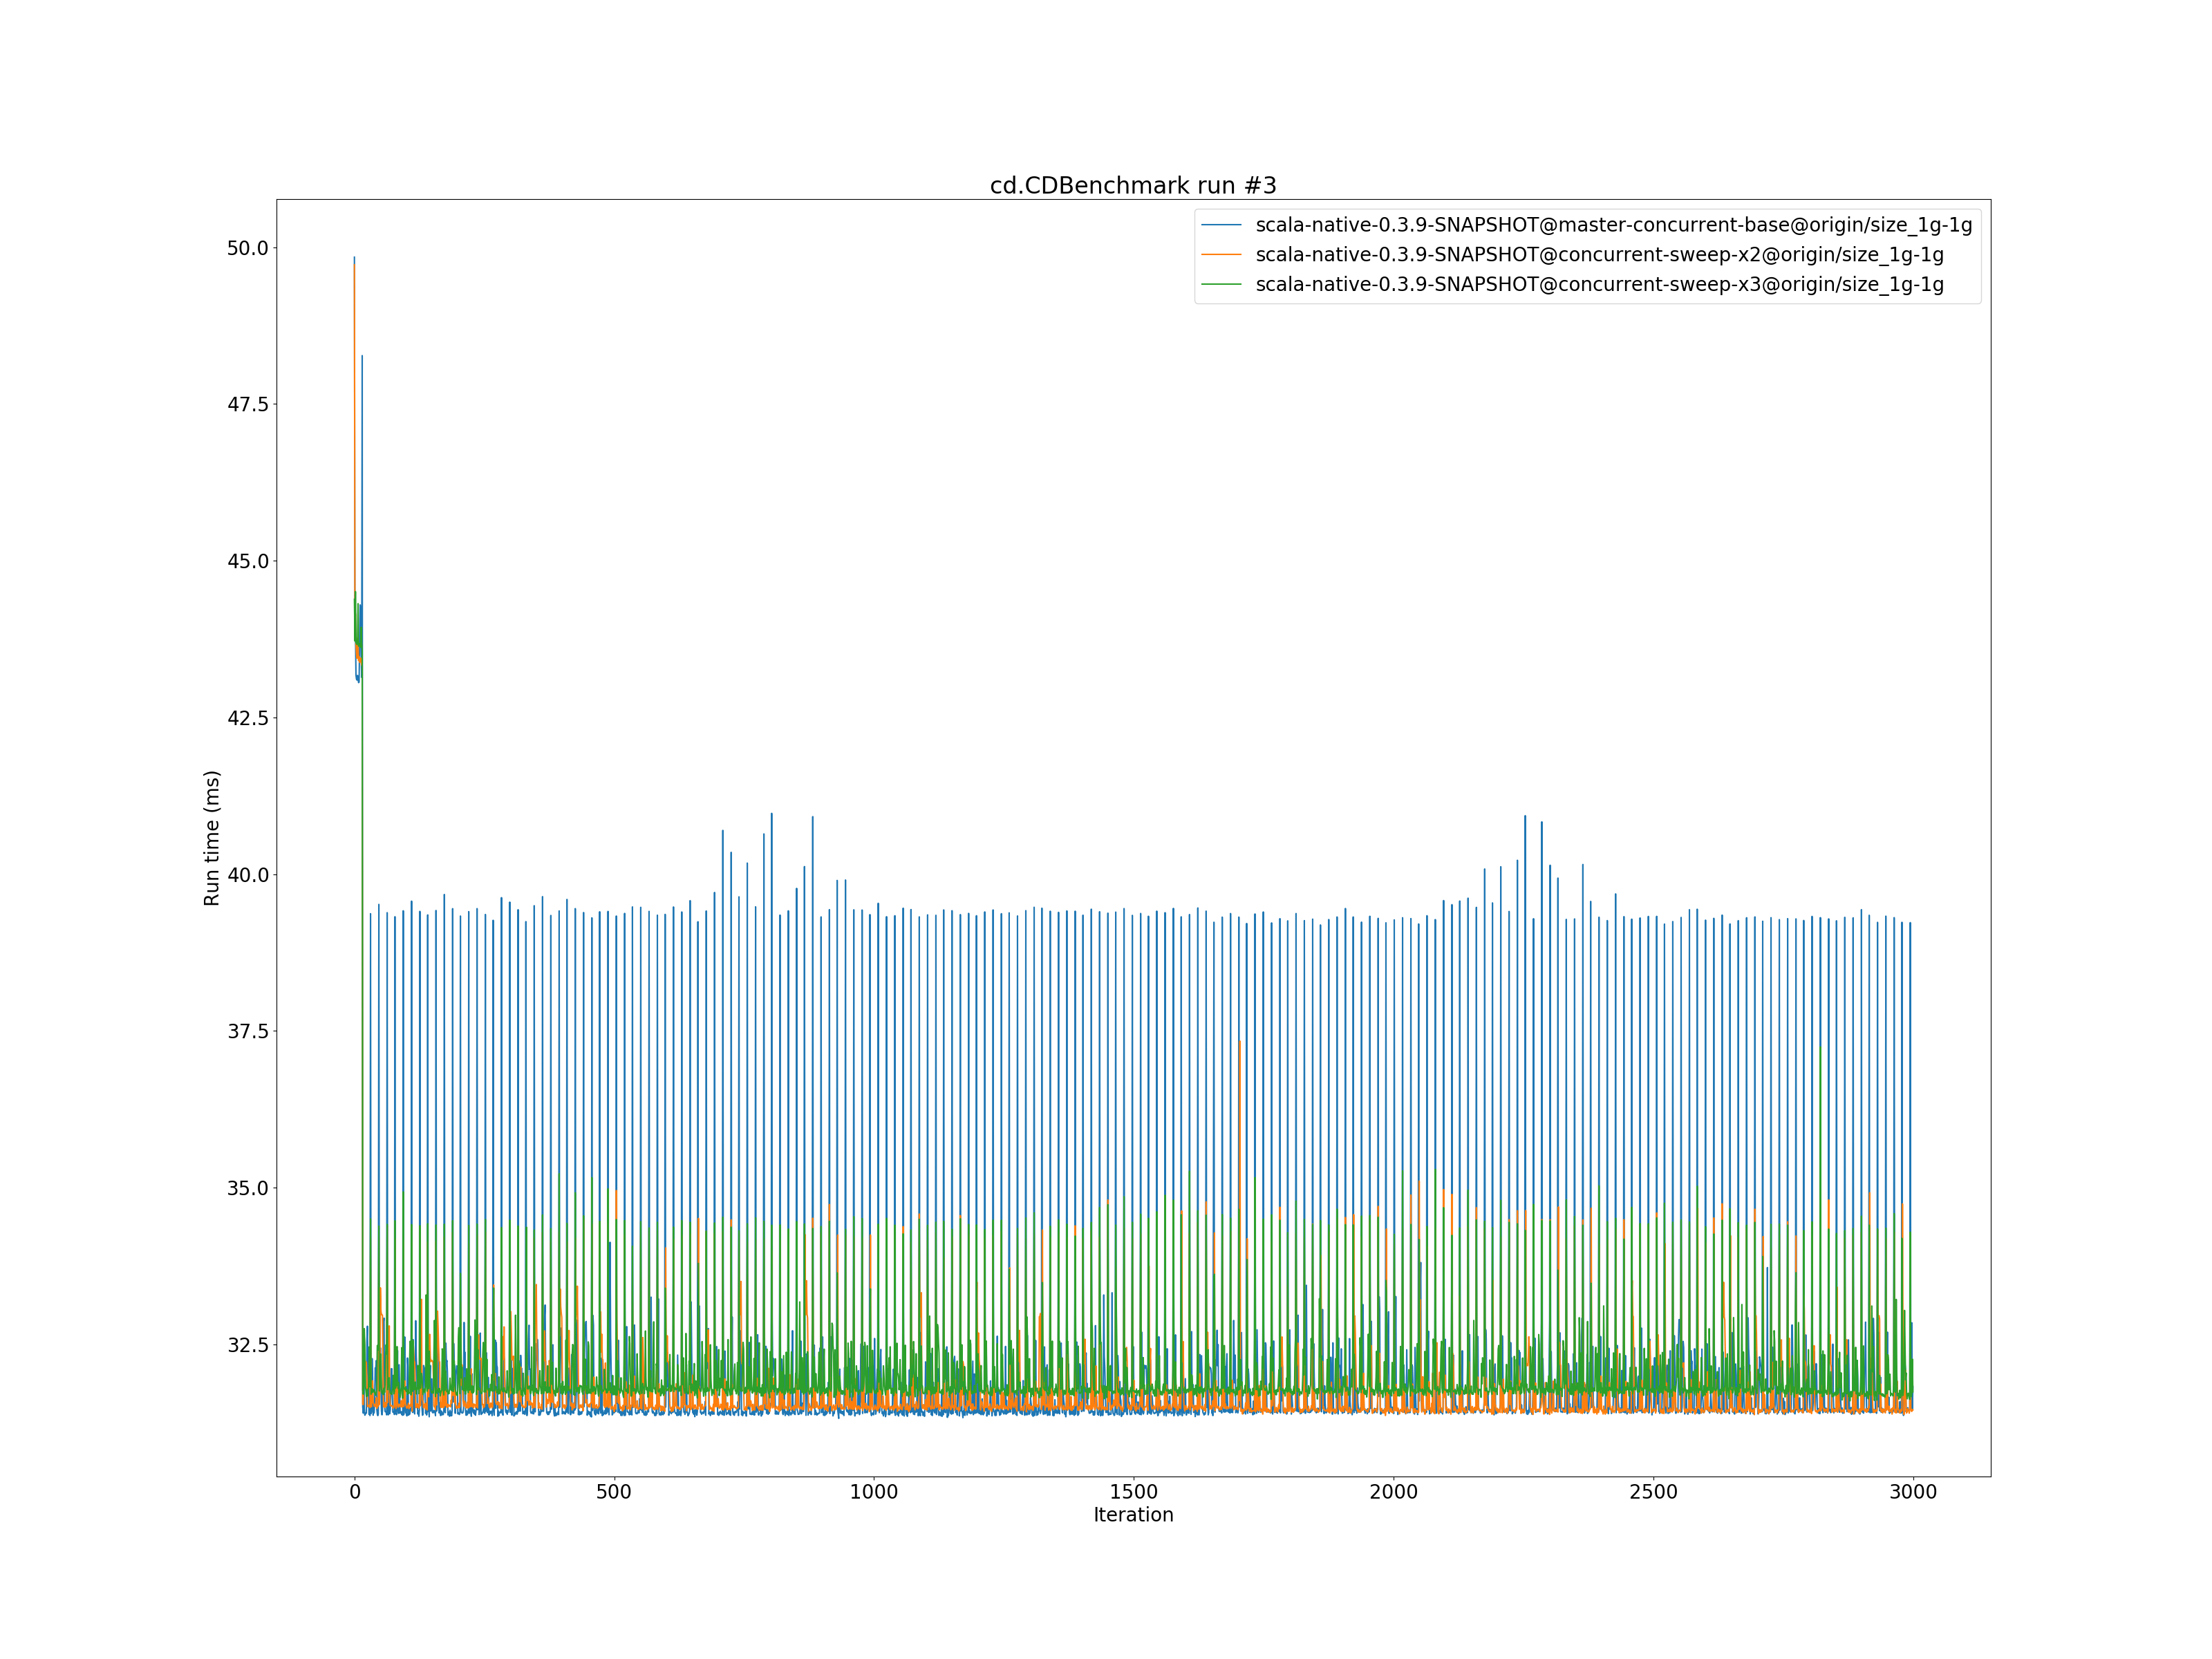 cd.CDBenchmark run #3
scala-native-0.3.9-SNAPSHOT@master-concurrent-base@origin/size_1g-1g
scala-native-0.3.9-SNAPSHOT@concurrent-sweep-x2@origin/size_1g-1g
scala-native-0.3.9-SNAPSHOT@concurrent-sweep-x3@origin/size_1g-1g
50.0
47.5
45.0
42.5
40.0
37.5
35.0
32.5
Run time (ms)
0 500 1000 1500 2000 2500 3000
Iteration